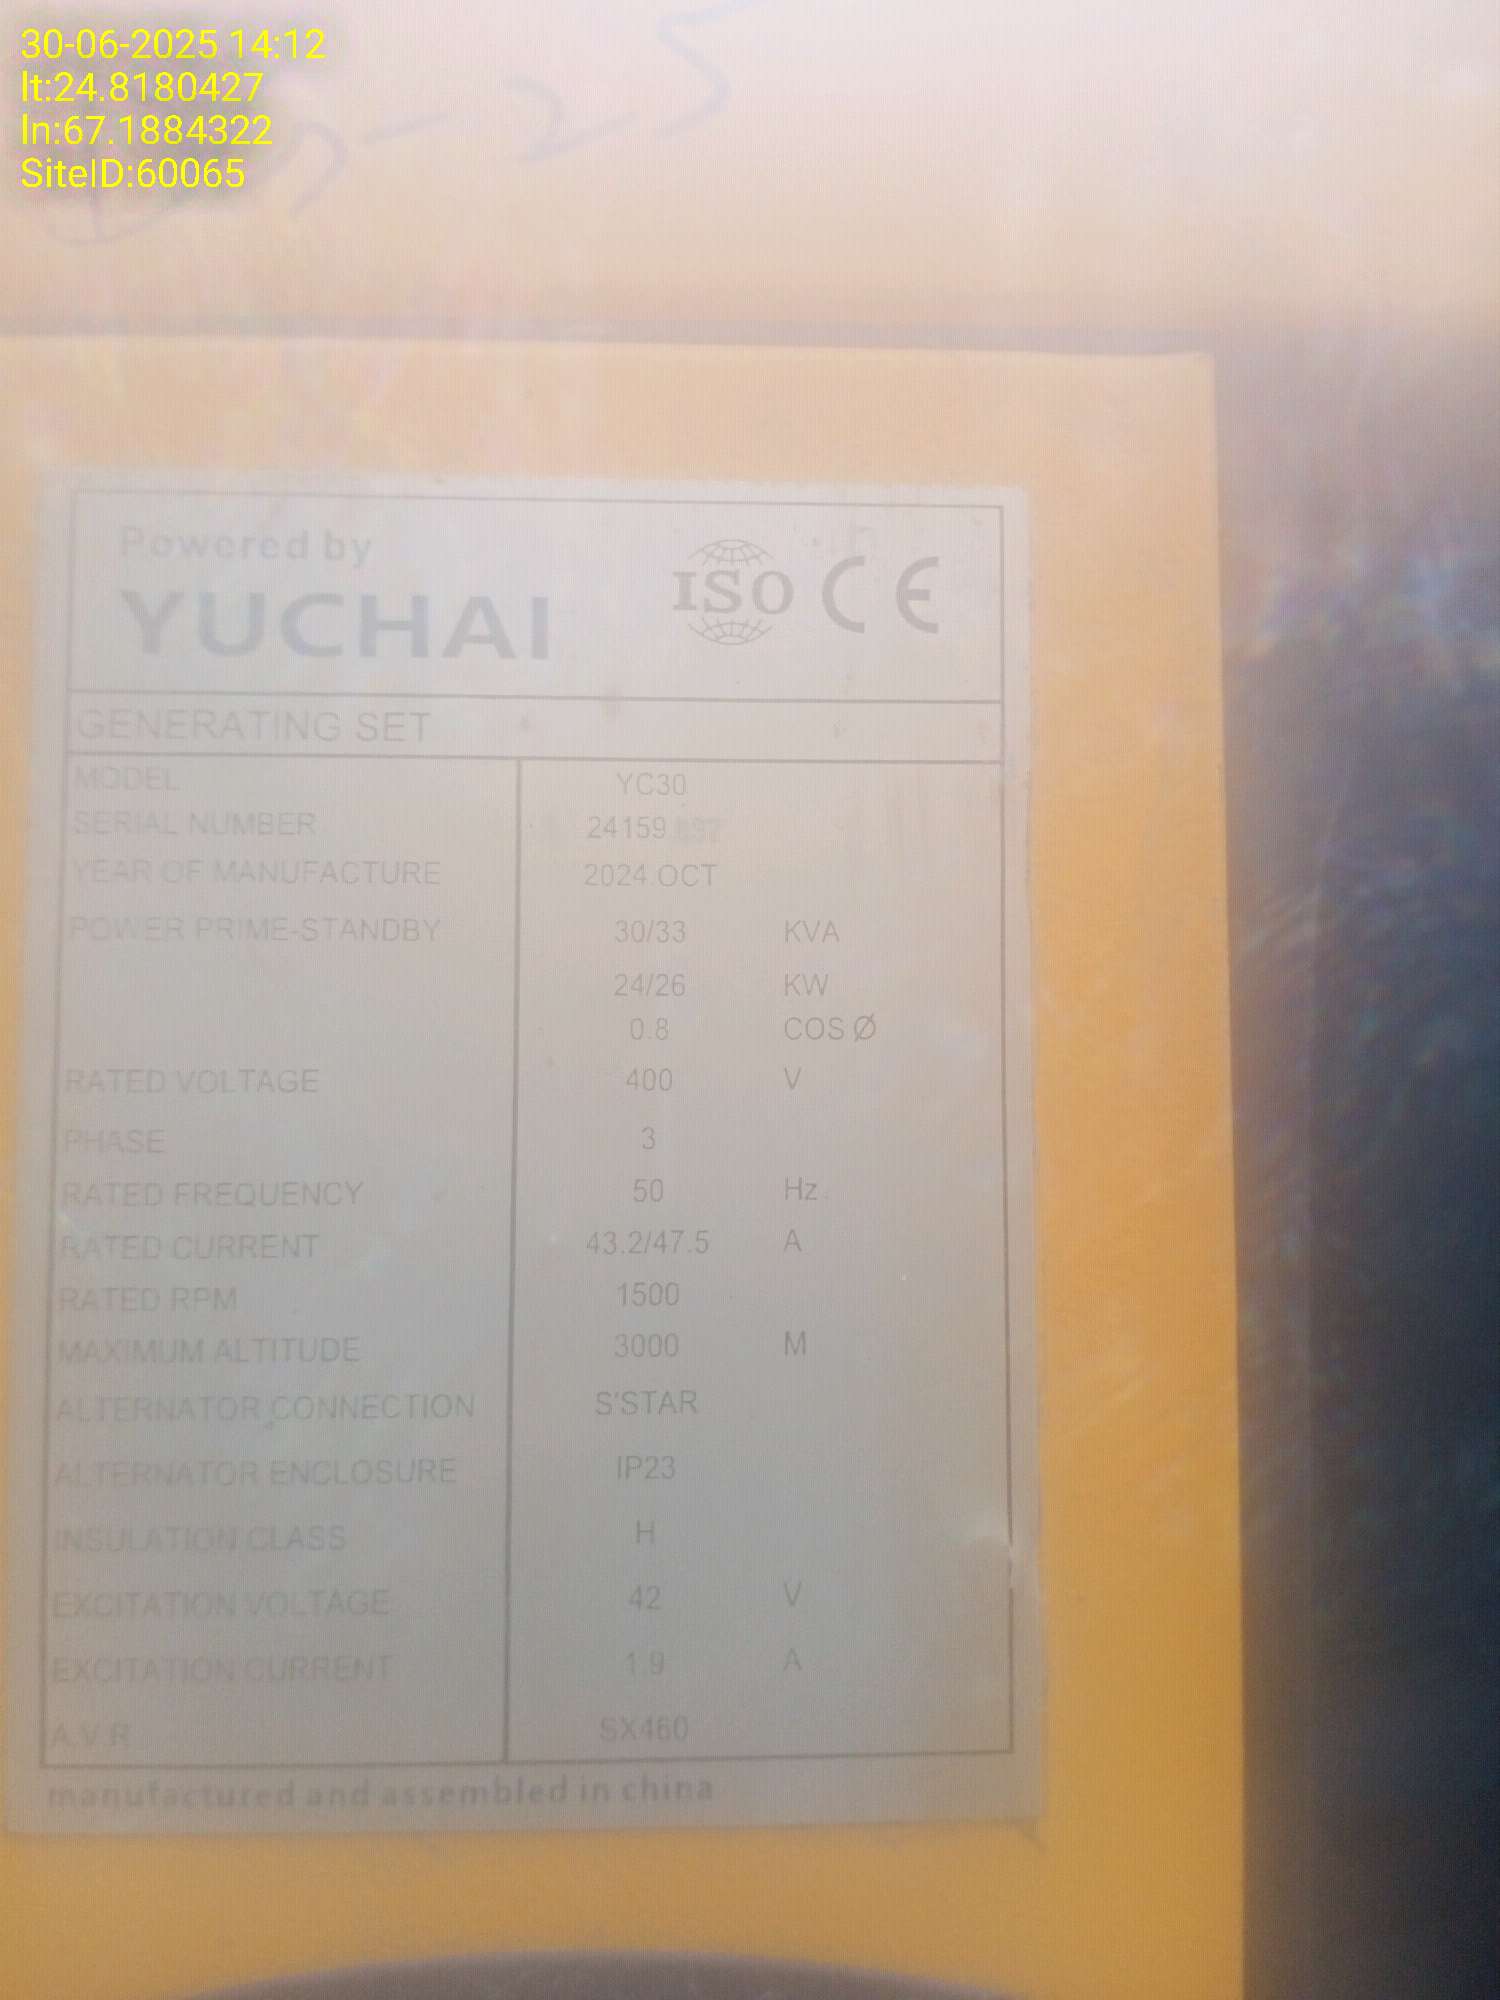 30-06-2025 14:12
lt:24.8180427
ln:67.1884322
SiteID:60065
Powered by
YUCHAI
ISO CE
GENERATING SET
MODEL YC30
SERIAL NUMBER 24159
YEAR OF MANUFACTURE 2024.OCT
POWER PRIME-STANDBY 30/33 KVA
24/26 KW
0.8 COS Ø
RATED VOLTAGE 400 V
PHASE 3
RATED FREQUENCY 50 Hz
RATED CURRENT 43.2/47.5 A
RATED RPM 1500
MAXIMUM ALTITUDE 3000 M
ALTERNATOR CONNECTION S'STAR
ALTERNATOR ENCLOSURE IP23
INSULATION CLASS H
EXCITATION VOLTAGE 42 V
EXCITATION CURRENT 1.9 A
A.V.R SX460
manufactured and assembled in china